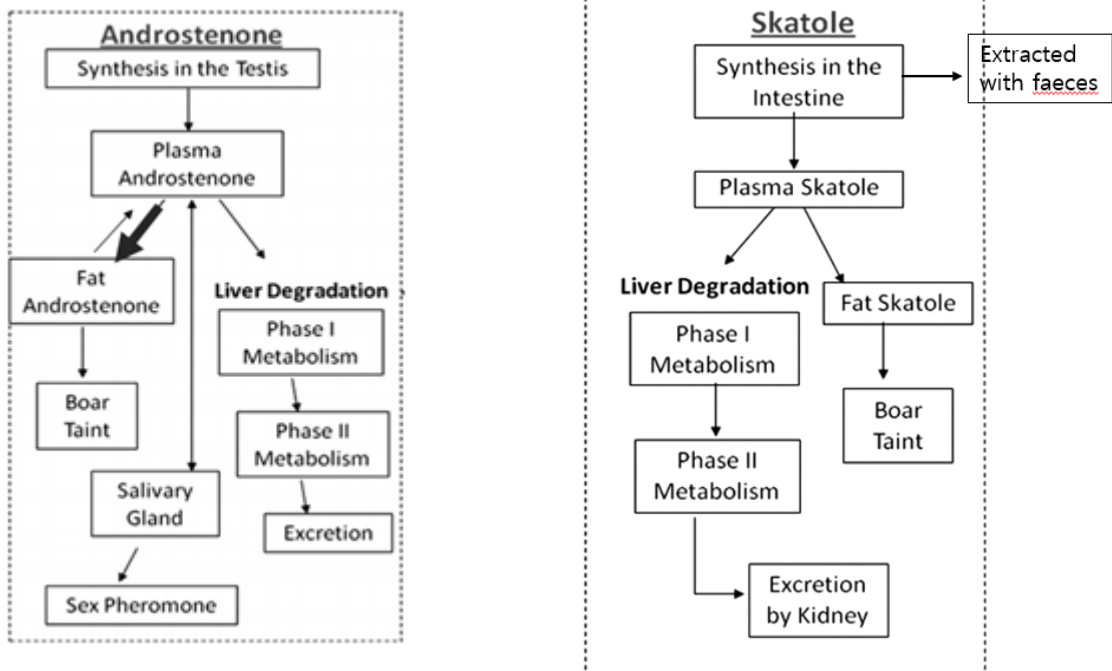 Androstenone
Synthesis in the Testis
Plasma
Androstenone
Fat
Androstenone
Boar
Taint
Salivary
Gland
Sex Pheromone
Liver Degradation
Phase I
Metabolism
Phase II
Metabolism
Excretion
Skatole
Synthesis in the
Intestine
Extracted
with faeces
Plasma Skatole
Liver Degradation
Phase I
Metabolism
Phase II
Metabolism
Excretion
by Kidney
Fat Skatole
Boar
Taint